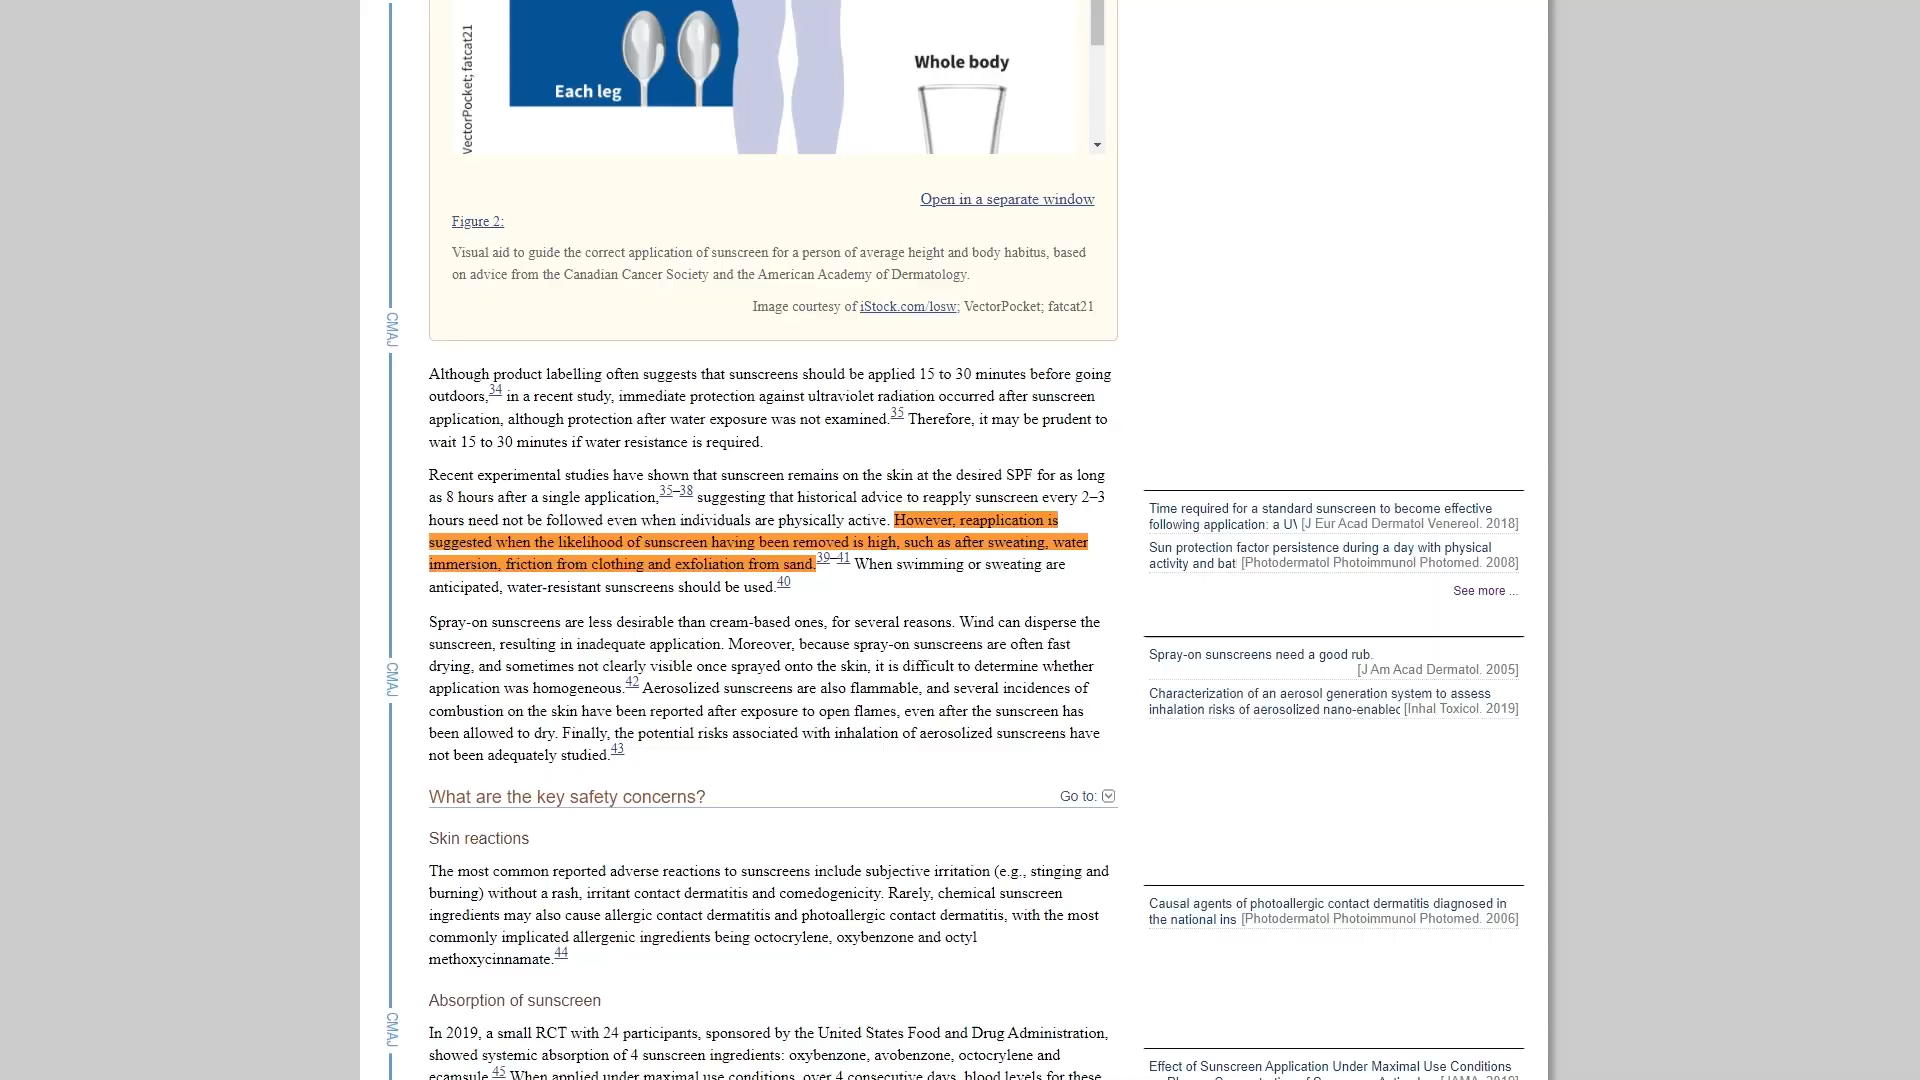 VectorPocket; fatcat21
Each leg
Whole body
Open in a separate window
Figure 2:
Visual aid to guide the correct application of sunscreen for a person of average height and body habitus, based
on advice from the Canadian Cancer Society and the American Academy of Dermatology.
Image courtesy of iStock.com/losw; VectorPocket; fatcat21
CMAJ
Although product labelling often suggests that sunscreens should be applied 15 to 30 minutes before going
outdoors,34 in a recent study, immediate protection against ultraviolet radiation occurred after sunscreen
application, although protection after water exposure was not examined.35 Therefore, it may be prudent to
wait 15 to 30 minutes if water resistance is required.
Recent experimental studies have shown that sunscreen remains on the skin at the desired SPF for as long
as 8 hours after a single application,35–38 suggesting that historical advice to reapply sunscreen every 2–3
hours need not be followed even when individuals are physically active. However, reapplication is
suggested when the likelihood of sunscreen having been removed is high, such as after sweating, water
immersion, friction from clothing and exfoliation from sand.39–41 When swimming or sweating are
anticipated, water-resistant sunscreens should be used.40
Time required for a standard sunscreen to become effective
following application: a UV [J Eur Acad Dermatol Venereol. 2018]
Sun protection factor persistence during a day with physical
activity and bat [Photodermatol Photoimmunol Photomed. 2008]
See more ...
CMAJ
Spray-on sunscreens are less desirable than cream-based ones, for several reasons. Wind can disperse the
sunscreen, resulting in inadequate application. Moreover, because spray-on sunscreens are often fast
drying, and sometimes not clearly visible once sprayed onto the skin, it is difficult to determine whether
application was homogeneous.42 Aerosolized sunscreens are also flammable, and several incidences of
combustion on the skin have been reported after exposure to open flames, even after the sunscreen has
been allowed to dry. Finally, the potential risks associated with inhalation of aerosolized sunscreens have
not been adequately studied.43
Spray-on sunscreens need a good rub.
[J Am Acad Dermatol. 2005]
Characterization of an aerosol generation system to assess
inhalation risks of aerosolized nano-enabled [Inhal Toxicol. 2019]
What are the key safety concerns?
Go to:
Skin reactions
The most common reported adverse reactions to sunscreens include subjective irritation (e.g., stinging and
burning) without a rash, irritant contact dermatitis and comedogenicity. Rarely, chemical sunscreen
ingredients may also cause allergic contact dermatitis and photoallergic contact dermatitis, with the most
commonly implicated allergenic ingredients being octocrylene, oxybenzone and octyl
methoxycinnamate.44
Causal agents of photoallergic contact dermatitis diagnosed in
the national ins [Photodermatol Photoimmunol Photomed. 2006]
Absorption of sunscreen
CMAJ
In 2019, a small RCT with 24 participants, sponsored by the United States Food and Drug Administration,
showed systemic absorption of 4 sunscreen ingredients: oxybenzone, avobenzone, octocrylene and
ecamsule.45 When applied under maximal use conditions, over 4 consecutive days, blood levels for these
Effect of Sunscreen Application Under Maximal Use Conditions